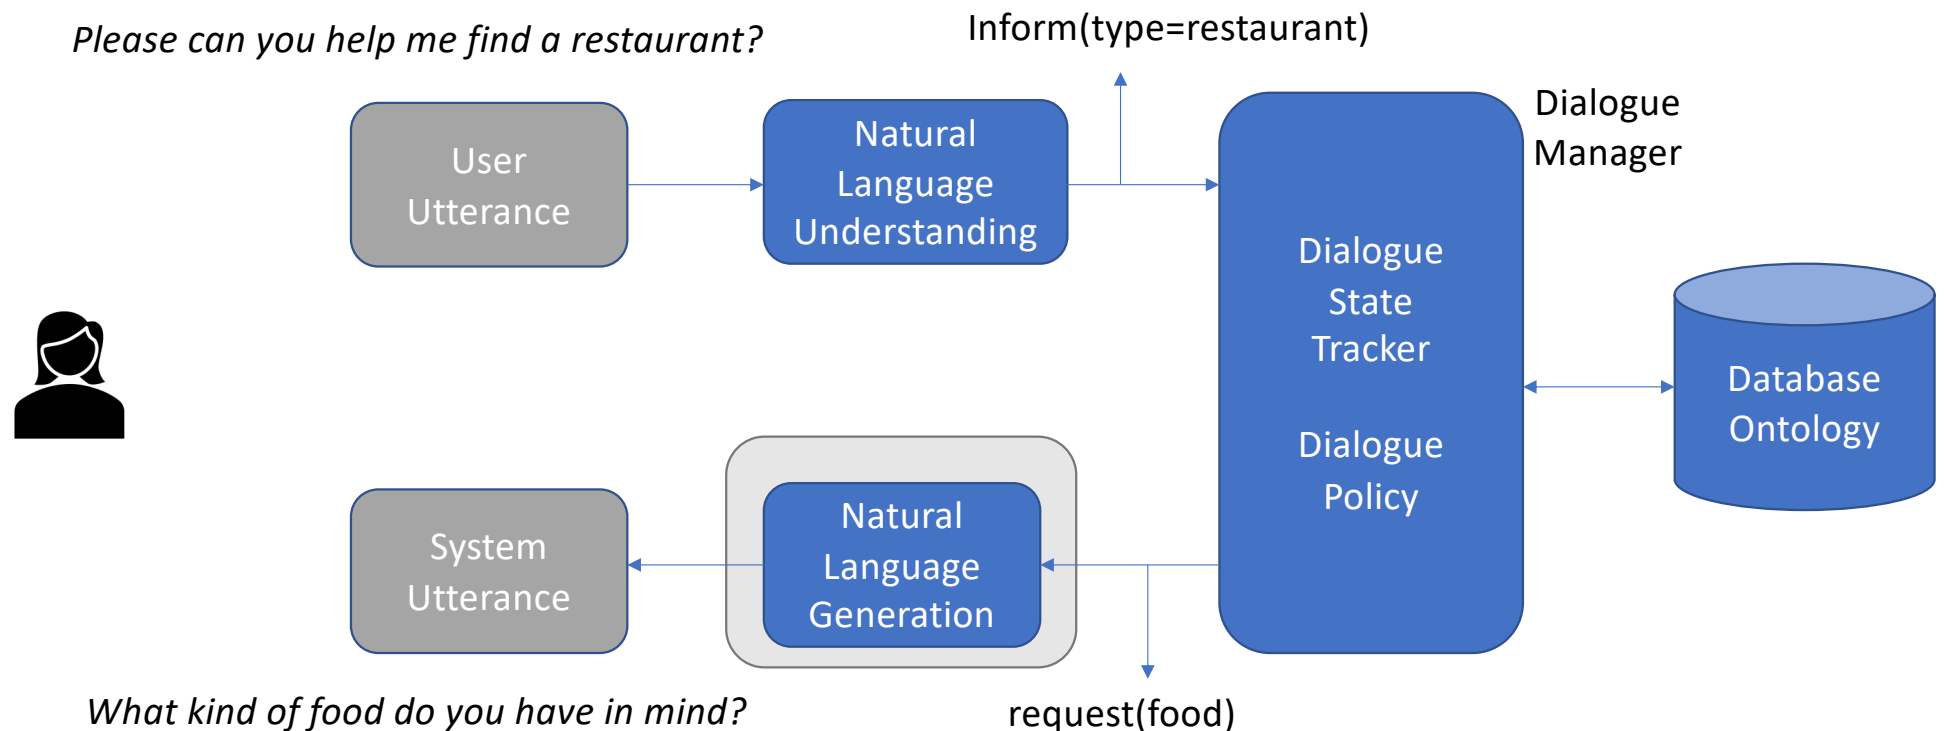 Please can you help me find a restaurant?
Inform(type=restaurant)
User
Utterance
Natural
Language
Understanding
Dialogue
Manager
Dialogue
State
Tracker
Dialogue
Policy
Database
Ontology
System
Utterance
Natural
Language
Generation
What kind of food do you have in mind?
request(food)